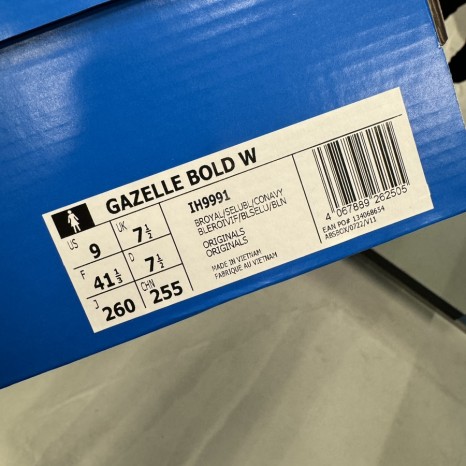 GAZELLE BOLD W
US 9 UK 7½
F 41⅓ D 7½
J 260 CHN 255
IH9991
BROYAL/SELUBL/CONAVY
BLEROI/VIF/BLSELU/BLN
ORIGINALS
ORIGINALS
MADE IN VIETNAM
FABRIQUE AU VIETNAM
4 067889 262505
EAN PO# 134068654
ABSBOX/0722/V11